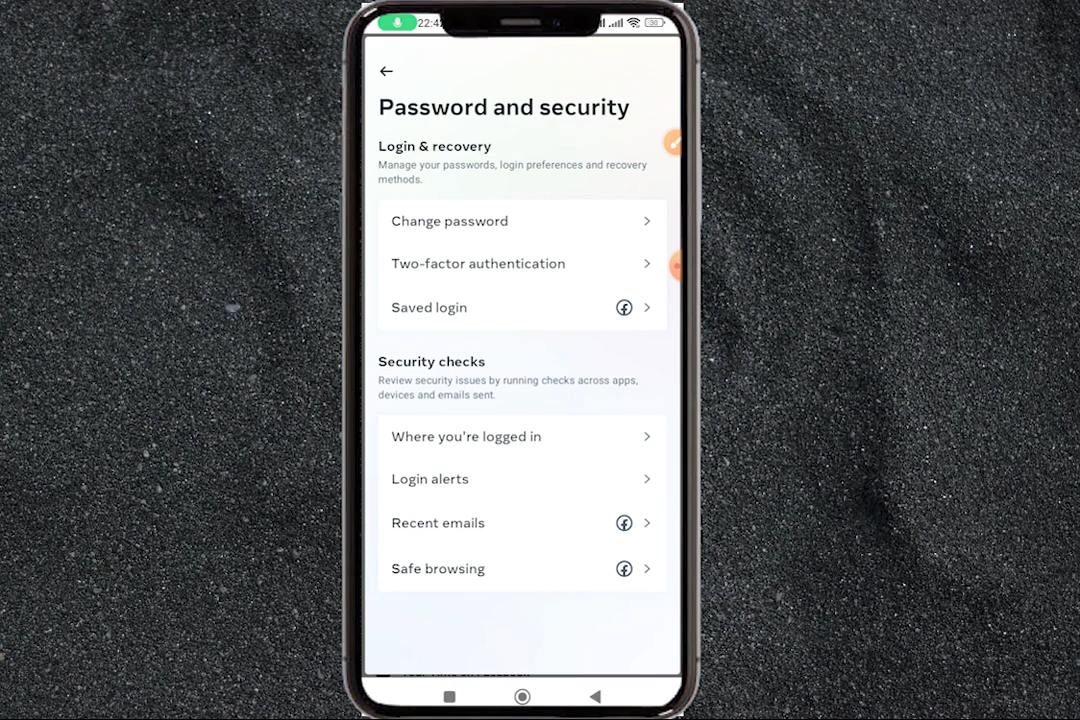 22:42
30
Password and security
Login & recovery
Manage your passwords, login preferences and recovery
methods.
Change password
Two-factor authentication
Saved login
Security checks
Review security issues by running checks across apps,
devices and emails sent.
Where you're logged in
Login alerts
Recent emails
Safe browsing